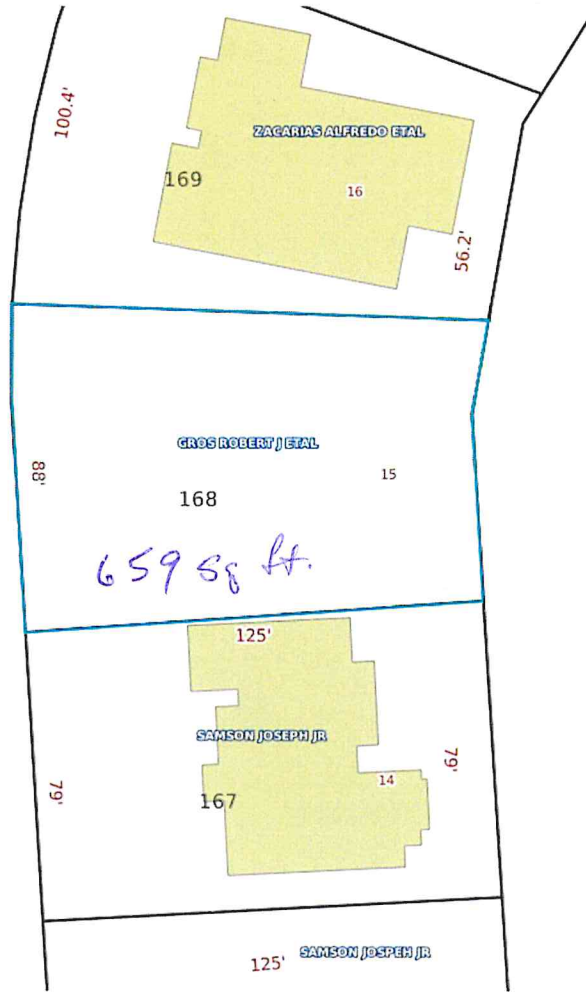 100.4'
ZACARIAS ALFREDO ETAL
169
16
56.2'
GROS ROBERT J ETAL
88'
15
168
659 sq ft.
125'
SAMSON JOSEPH JR
79'
79'
14
167
125'
SAMSON JOSPEH JR